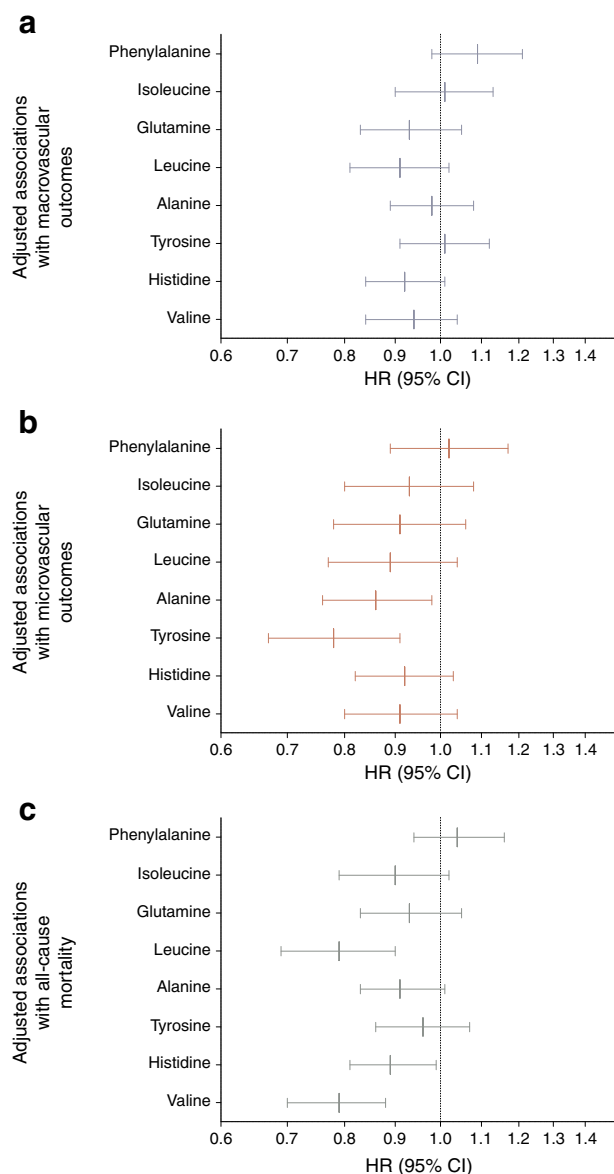 a
Adjusted associations
with macrovascular
outcomes
Phenylalanine
Isoleucine
Glutamine
Leucine
Alanine
Tyrosine
Histidine
Valine
0.6 0.7 0.8 0.9 1.0 1.1 1.2 1.3 1.4
HR (95% CI)
b
Adjusted associations
with microvascular
outcomes
Phenylalanine
Isoleucine
Glutamine
Leucine
Alanine
Tyrosine
Histidine
Valine
0.6 0.7 0.8 0.9 1.0 1.1 1.2 1.3 1.4
HR (95% CI)
c
Adjusted associations
with all-cause
mortality
Phenylalanine
Isoleucine
Glutamine
Leucine
Alanine
Tyrosine
Histidine
Valine
0.6 0.7 0.8 0.9 1.0 1.1 1.2 1.3 1.4
HR (95% CI)